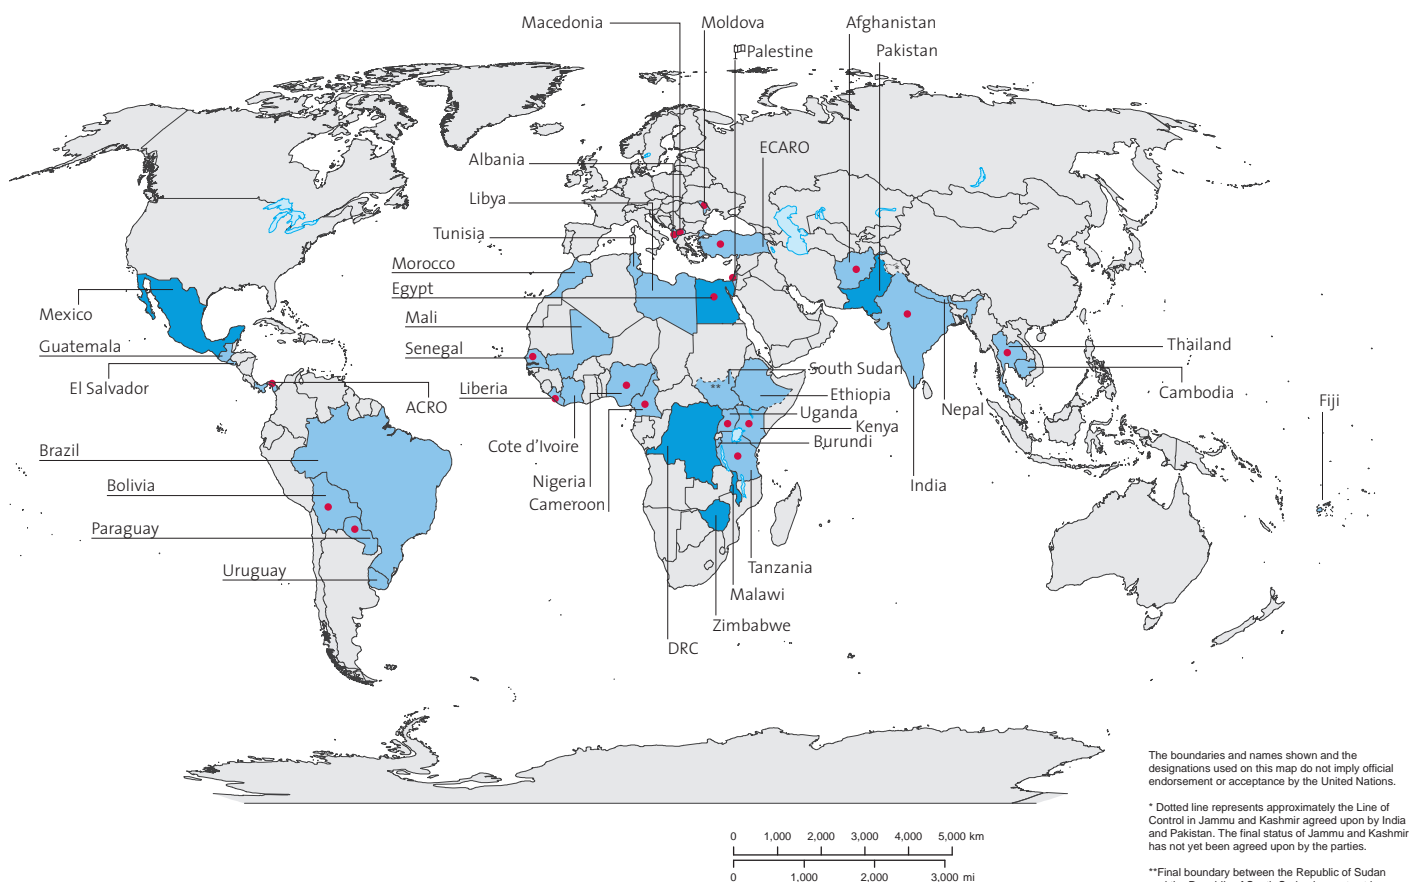 Macedonia
Moldova
Afghanistan
Palestine
Pakistan
Albania
ECARO
Libya
Tunisia
Morocco
Egypt
Mexico
Mali
Guatemala
Senegal
Thailand
El Salvador
South Sudan
Liberia
ACRO
Ethiopia
Cambodia
Nepal
Fiji
Uganda
Kenya
Cote d'Ivoire
Burundi
Brazil
Nigeria
India
Bolivia
Cameroon
Paraguay
Tanzania
Uruguay
Malawi
Zimbabwe
DRC
*
**
The boundaries and names shown and the
designations used on this map do not imply official
endorsement or acceptance by the United Nations.
* Dotted line represents approximately the Line of
Control in Jammu and Kashmir agreed upon by India
and Pakistan. The final status of Jammu and Kashmir
has not yet been agreed upon by the parties.
**Final boundary between the Republic of Sudan
0 1,000 2,000 3,000 4,000 5,000 km
0 1,000 2,000 3,000 mi